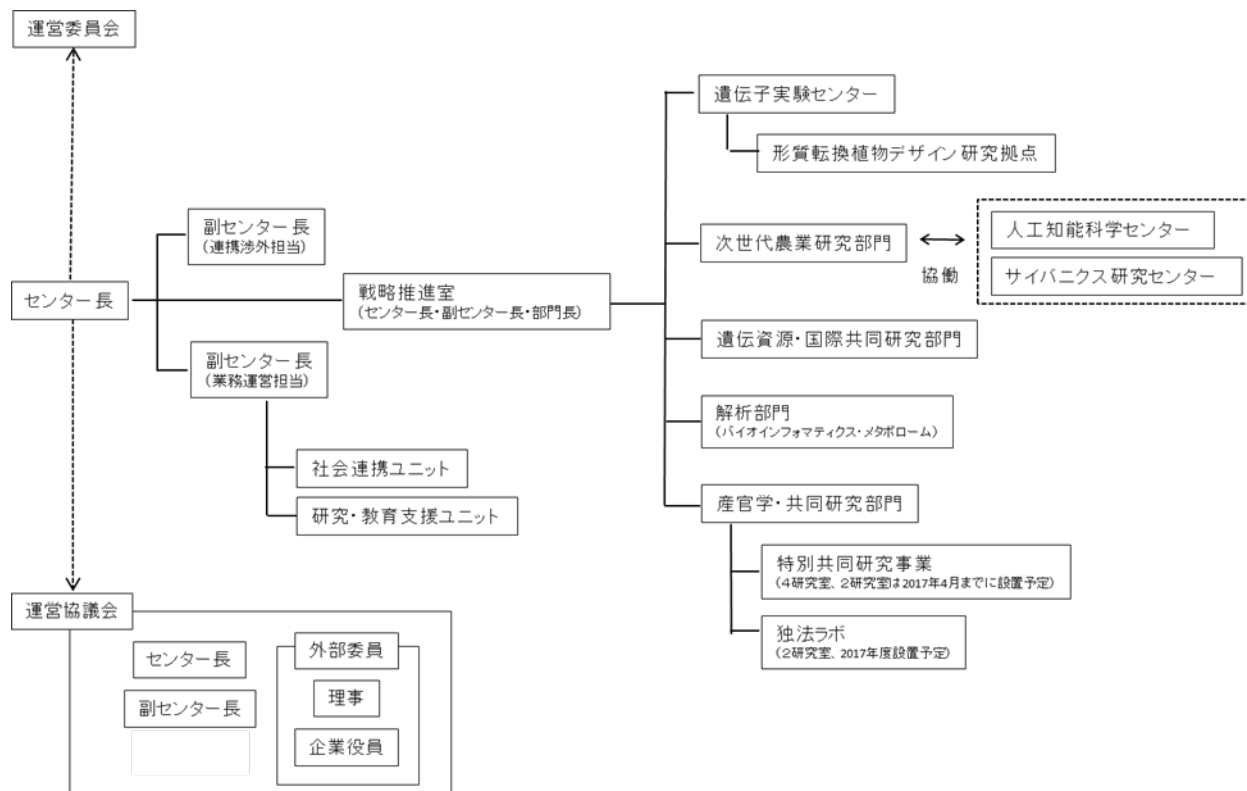 運営委員会
遺伝子実験センター
形質転換植物デザイン研究拠点
副センター長
(連携渉外担当)
次世代農業研究部門
協働
人工知能科学センター
サイバニクス研究センター
センター長
戦略推進室
(センター長・副センター長・部門長)
遺伝資源・国際共同研究部門
副センター長
(業務運営担当)
解析部門
(バイオインフォマティクス・メタボローム)
社会連携ユニット
研究・教育支援ユニット
産官学・共同研究部門
特別共同研究事業
(4研究室、2研究室は2017年4月までに設置予定)
独法ラボ
(2研究室、2017年度設置予定)
運営協議会
センター長
副センター長
外部委員
理事
企業役員